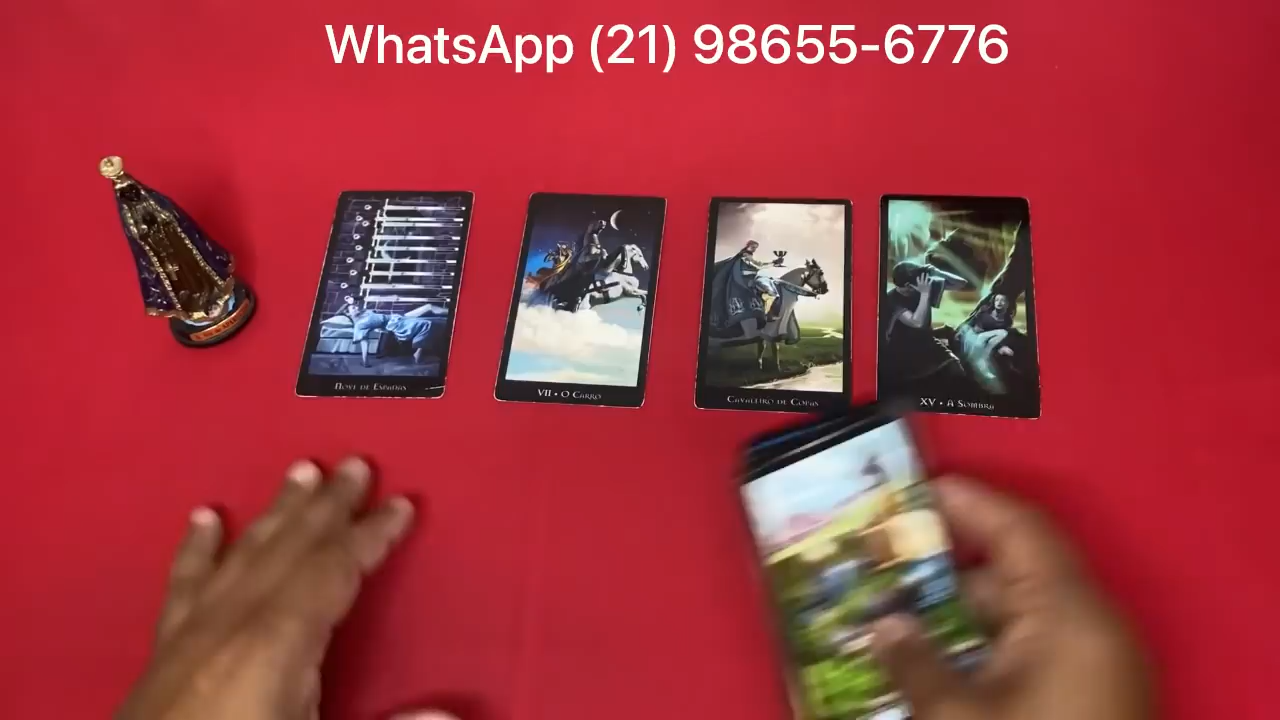 WhatsApp (21) 98655-6776
Nove de Espadas
VII • O Carro
Cavaleiro de Copas
XV • A Sombra